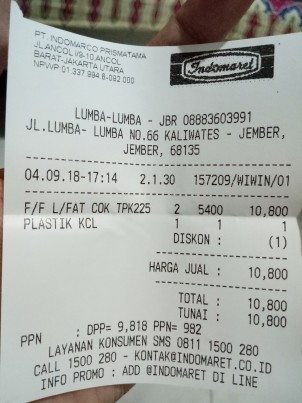 PT. INDOMARCO PRISMATAMA
JL.ANCOL I/9-10,ANCOL
BARAT-JAKARTA UTARA
NPWP 01.337.994.6-092.000
Indomaret
LUMBA-LUMBA - JBR 08883603991
JL.LUMBA- LUMBA NO.66 KALIWATES - JEMBER,
JEMBER, 68135
04.09.18-17:14 2.1.30 157209/WIWIN/01
F/F L/FAT COK TPK225 2 5400 10,800
PLASTIK KCL 1 1 1
DISKON : (1)
HARGA JUAL : 10,800
TOTAL : 10,800
TUNAI : 10,800
PPN : DPP= 9,818 PPN= 982
LAYANAN KONSUMEN SMS 0811 1500 280
CALL 1500 280 - KONTAK@INDOMARET.CO.ID
INFO PROMO : ADD @INDOMARET DI LINE